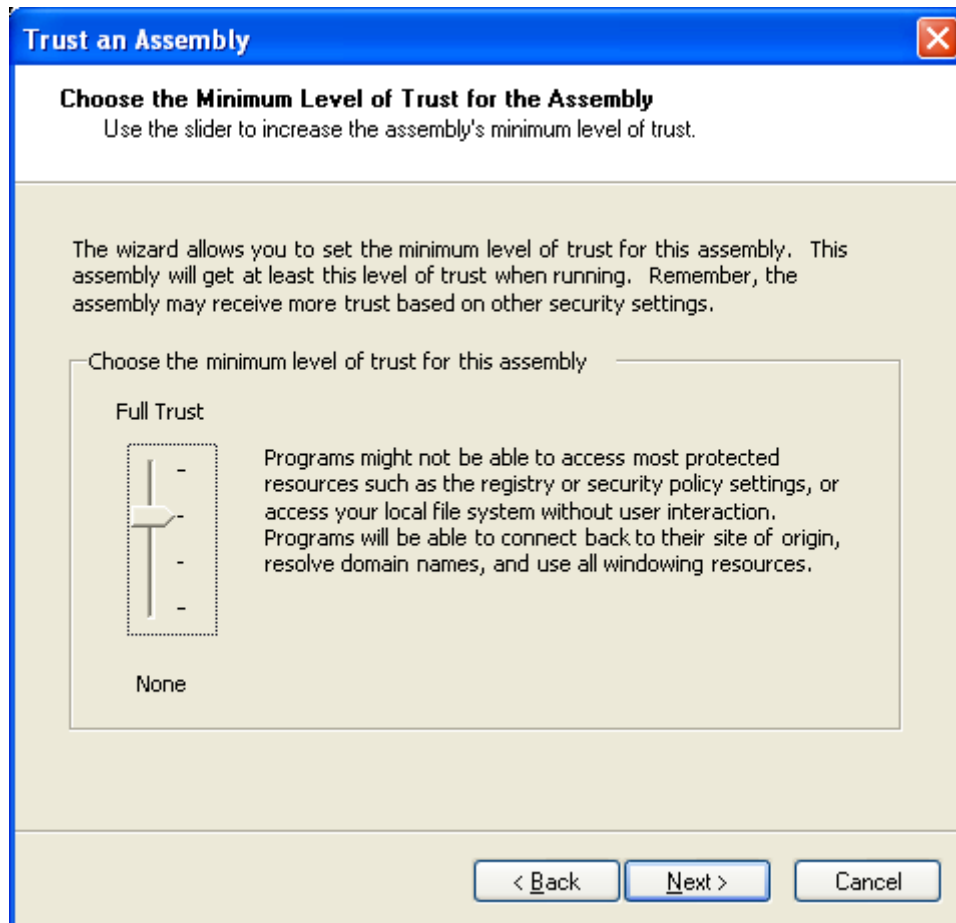 Trust an Assembly
Choose the Minimum Level of Trust for the Assembly
Use the slider to increase the assembly's minimum level of trust.
The wizard allows you to set the minimum level of trust for this assembly.  This
assembly will get at least this level of trust when running.  Remember, the
assembly may receive more trust based on other security settings.
Choose the minimum level of trust for this assembly
Full Trust
Programs might not be able to access most protected
resources such as the registry or security policy settings, or
access your local file system without user interaction.
Programs will be able to connect back to their site of origin,
resolve domain names, and use all windowing resources.
None
< Back
Next >
Cancel